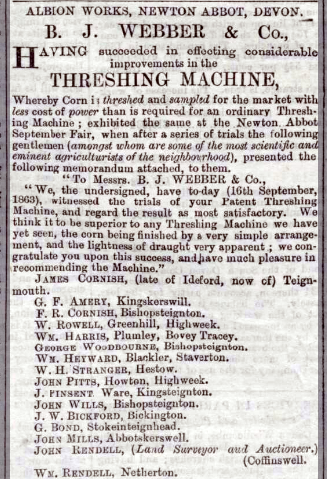 ALBION WORKS, NEWTON ABBOT, DEVON.
B. J. WEBBER & Co.,
HAVING succeeded in effecting considerable
improvements in the
THRESHING MACHINE,
Whereby Corn is threshed and sampled for the market with
less cost of power than is required for an ordinary Thresh-
ing Machine; exhibited the same at the Newton Abbot
September Fair, when after a series of trials the following
gentlemen (amongst whom are some of the most scientific and
eminent agriculturists of the neighbourhood), presented the
following memorandum attached, to them.
"To Messrs. B. J. WEBBER & Co.,
"We, the undersigned, have to-day (16th September,
1863), witnessed the trials of your Patent Threshing
Machine, and regard the result as most satisfactory. We
think it to be superior to any Threshing Machine we have
yet seen, the corn being finished by a very simple arrange-
ment, and the lightness of draught very apparent; we con-
gratulate you upon this success, and have much pleasure in
recommending the Machine."
JAMES CORNISH, (late of Ideford, now of) Teign-
mouth.
G. F. AMERY, Kingskerswill.
F. R. CORNISH, Bishopsteignton.
W. ROWELL, Greenhill, Highweek.
WM. HARRIS, Plumley, Bovey Tracey.
GEORGE WOODBOURNE, Bishopsteignton.
WM. HEYWARD, Blackler, Staverton.
W. H. STRANGER, Hestow.
JOHN PITTS, Howton, Highweek.
J. PINSENT. Ware, Kingsteignton.
JOHN WILLS, Bishopsteignton.
J. W. BICKFORD, Bickington.
G. BOND, Stokeinteignhead.
JOHN MILLS, Abbotskerswell.
JOHN RENDELL, (Land Surveyor and Auctioneer.)
(Coffinswell.
WM. RENDELL, Netherton.